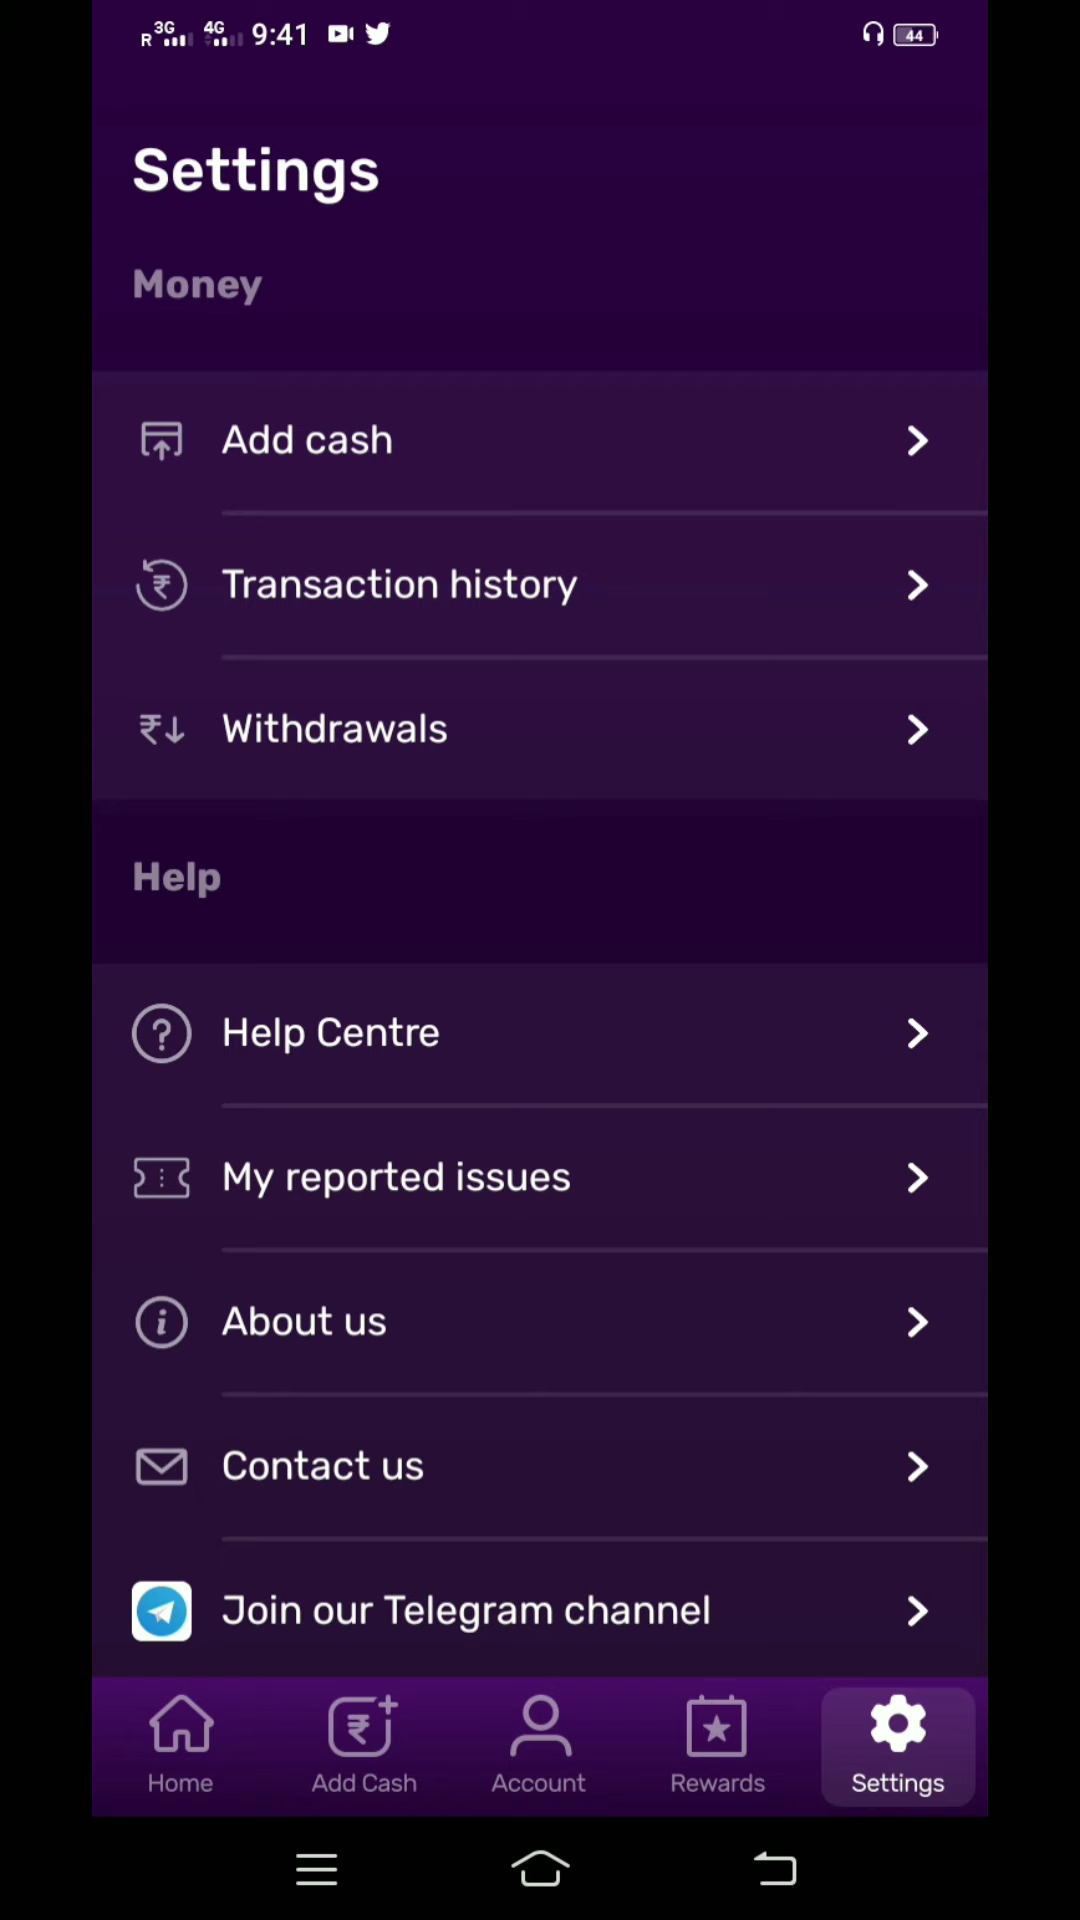 R 3G 4G 9:41 44
Settings
Money
Add cash
Transaction history
Withdrawals
Help
Help Centre
My reported issues
About us
Contact us
Join our Telegram channel
Home Add Cash Account Rewards Settings